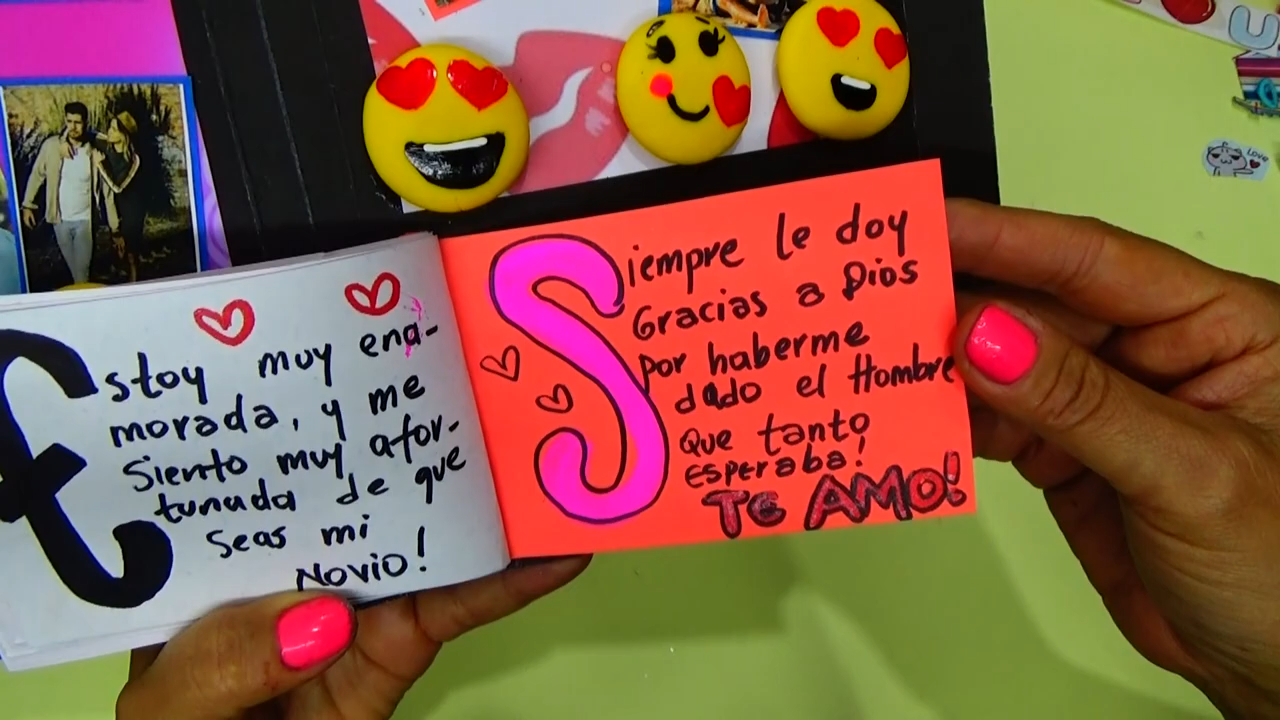 Estoy muy ena-
morada, y me
Siento muy afor-
tunada de que
Seas mi
Novio!
Siempre le doy
Gracias a Dios
por haberme
dado el Hombre
Que tanto
esperaba!
TE AMO!
Love